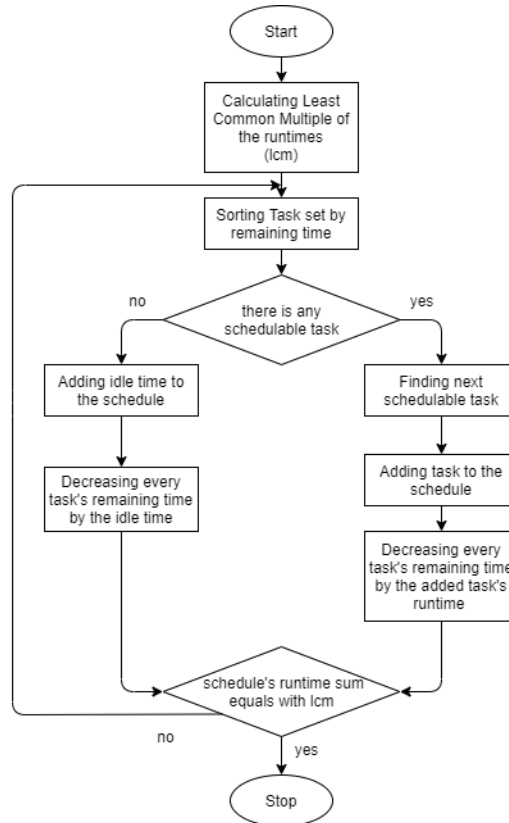 Start
Calculating Least
Common Multiple of
the runtimes
(lcm)
Sorting Task set by
remaining time
no
there is any
schedulable task
yes
Adding idle time to
the schedule
Finding next
schedulable task
Decreasing every
task's remaining time
by the idle time
Adding task to the
schedule
Decreasing every
task's remaining time
by the added task's
runtime
schedule's runtime sum
equals with lcm
no
yes
Stop